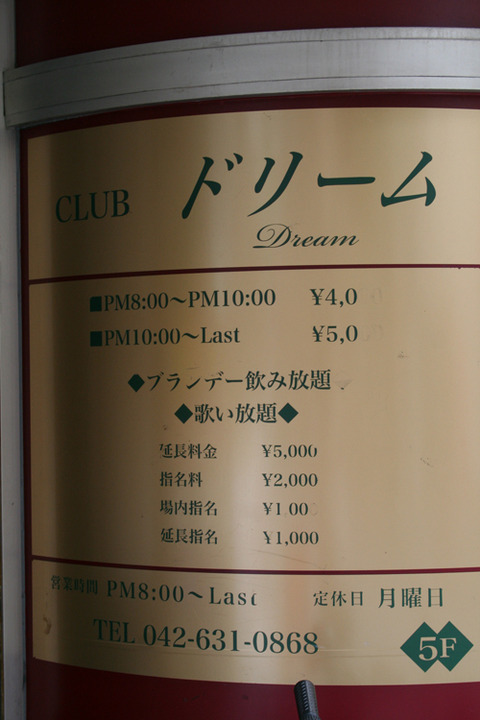 CLUB ドリーム
Dream
■PM8:00～PM10:00 ¥4,0
■PM10:00～Last ¥5,0
◆ブランデー飲み放題
◆歌い放題◆
延長料金 ¥5,000
指名料 ¥2,000
場内指名 ¥1 00
延長指名 ¥1,000
営業時間 PM8:00～Last 定休日 月曜日
TEL 042-631-0868
5F